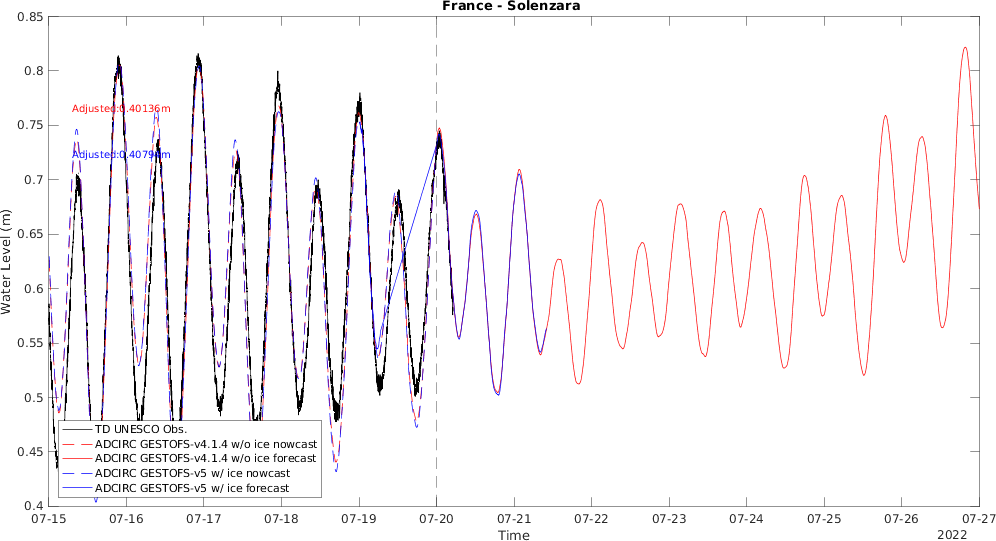 France - Solenzara
0.85
0.8
0.75
0.7
0.65
0.6
0.55
0.5
0.45
0.4
Water Level (m)
Adjusted:0.40136m
Adjusted:0.40794m
TD UNESCO Obs.
ADCIRC GESTOFS-v4.1.4 w/o ice nowcast
ADCIRC GESTOFS-v4.1.4 w/o ice forecast
ADCIRC GESTOFS-v5 w/ ice nowcast
ADCIRC GESTOFS-v5 w/ ice forecast
07-15 07-16 07-17 07-18 07-19 07-20 07-21 07-22 07-23 07-24 07-25 07-26 07-27
Time
2022